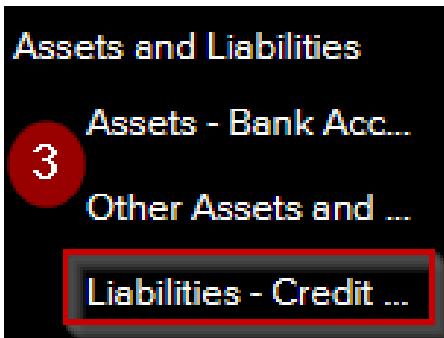 Assets and Liabilities
Assets - Bank Acc...
3
Other Assets and ...
Liabilities - Credit ...